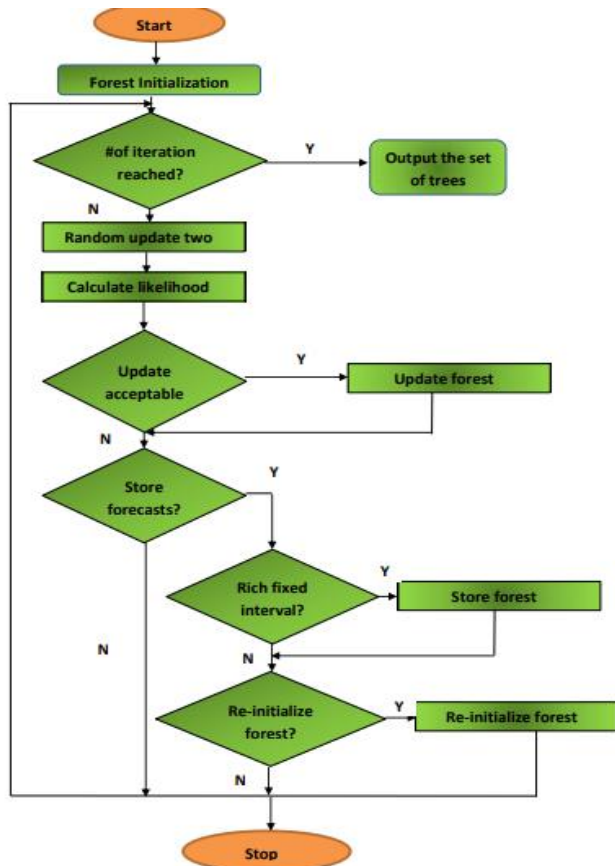 Start
Forest Initialization
#of iteration
reached?
Y
Output the set
of trees
N
Random update two
Calculate likelihood
Update
acceptable
Y
Update forest
N
Store
forecasts?
Y
Rich fixed
interval?
Y
Store forest
N
N
Re-initialize
forest?
Y
Re-initialize forest
N
Stop